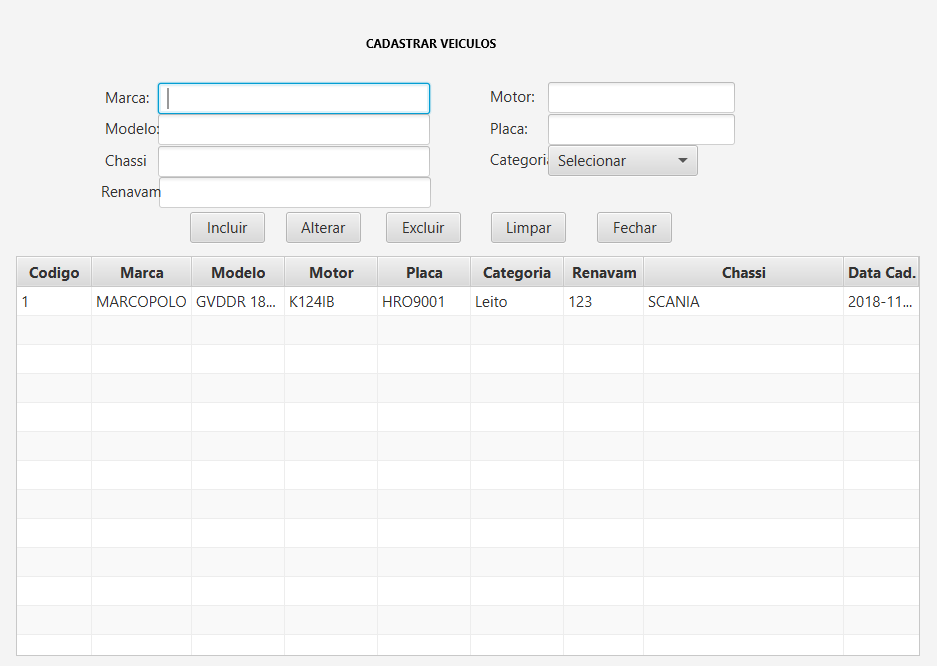 CADASTRAR VEICULOS
Marca: Motor:
Modelo: Placa:
Chassi Categoria Selecionar
Renavam
Incluir Alterar Excluir Limpar Fechar
Codigo Marca Modelo Motor Placa Categoria Renavam Chassi Data Cad.
1 MARCOPOLO GVDDR 18... K124IB HRO9001 Leito 123 SCANIA 2018-11...